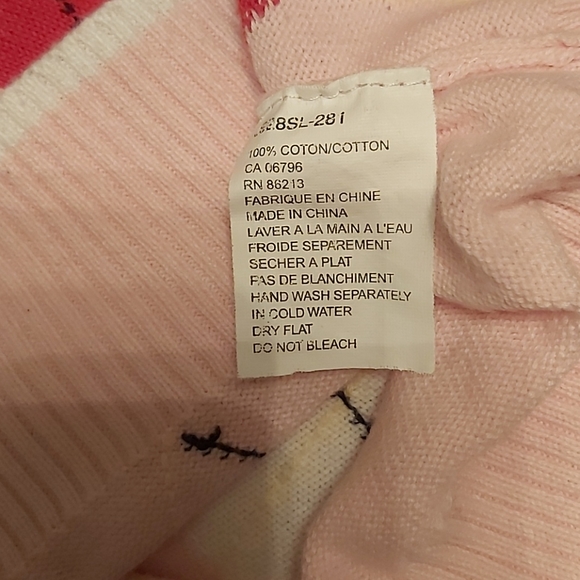 8SL-281
100% COTON/COTTON
CA 06796
RN 86213
FABRIQUE EN CHINE
MADE IN CHINA
LAVER A LA MAIN A L'EAU
FROIDE SEPAREMENT
SECHER A PLAT
PAS DE BLANCHIMENT
HAND WASH SEPARATELY
IN COLD WATER
DRY FLAT
DO NOT BLEACH